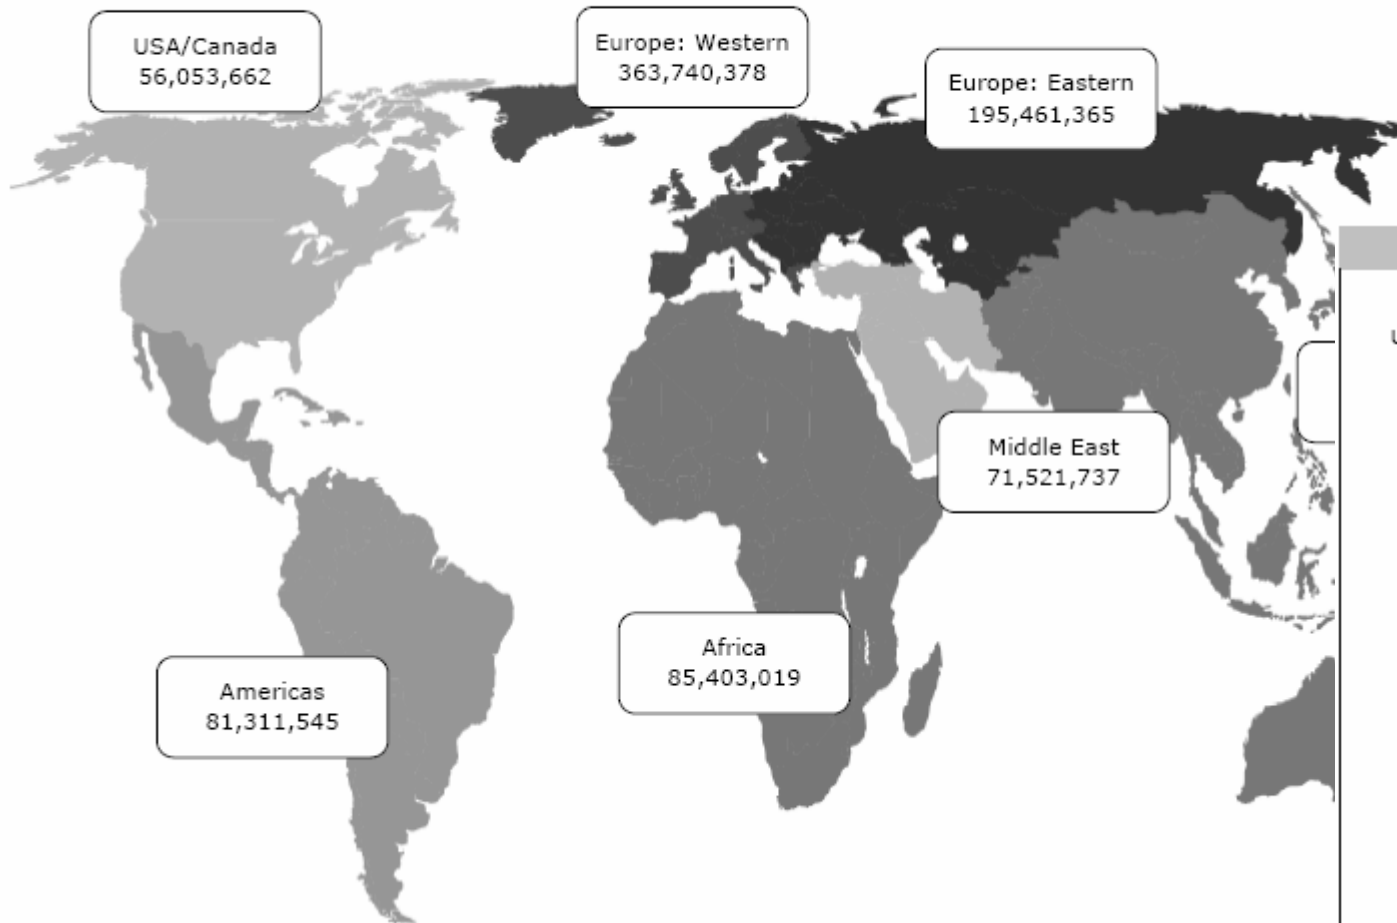 USA/Canada
56,053,662
Europe: Western
363,740,378
Europe: Eastern
195,461,365
Middle East
71,521,737
Africa
85,403,019
Americas
81,311,545